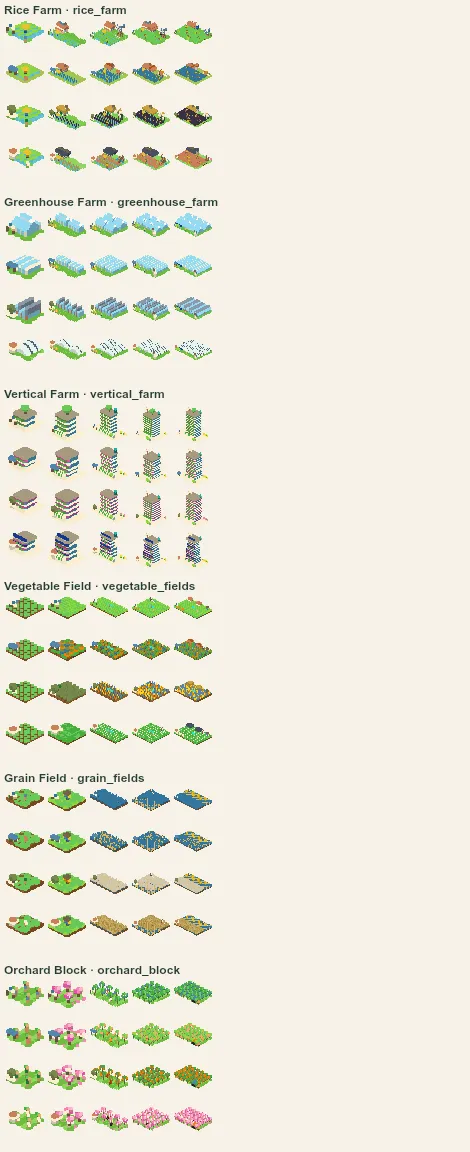 Rice Farm · rice_farm
Greenhouse Farm · greenhouse_farm
Vertical Farm · vertical_farm
Vegetable Field · vegetable_fields
Grain Field · grain_fields
Orchard Block · orchard_block